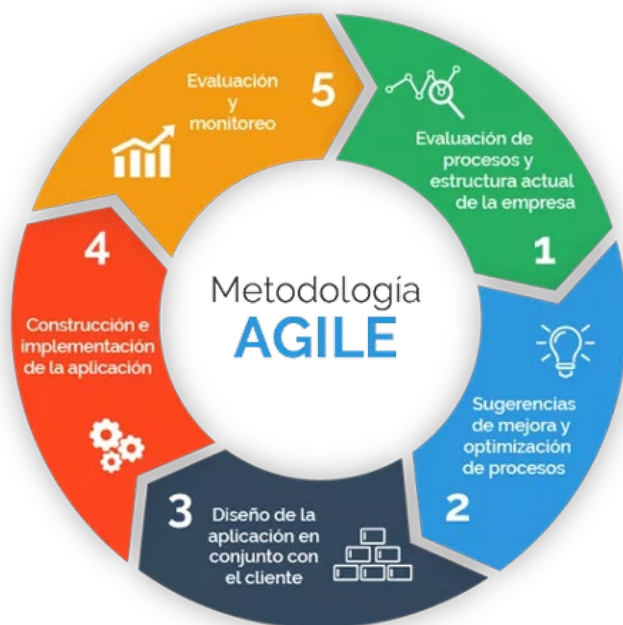 Metodología
AGILE
Evaluación de
procesos y
estructura actual
de la empresa
1
Sugerencias
de mejora y
optimización
de procesos
2
3
Diseño de la
aplicación en
conjunto con
el cliente
4
Construcción e
implementación
de la aplicación
5
Evaluación
y
monitoreo